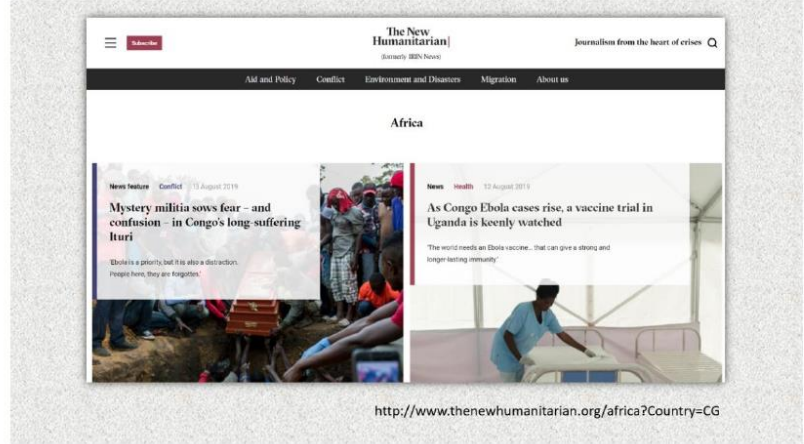 Subscribe
The New
Humanitarian
(formerly IRIN News)
Journalism from the heart of crises
Aid and Policy Conflict Environment and Disasters Migration About us
Africa
News feature Conflict 15 August 2019
Mystery militia sows fear – and
confusion – in Congo's long-suffering
Ituri
'Ebola is a priority, but it is also a distraction.
People here, they are forgotten.'
News Health 12 August 2019
As Congo Ebola cases rise, a vaccine trial in
Uganda is keenly watched
'The world needs an Ebola vaccine... that can give a strong and
longer-lasting immunity.'
http://www.thenewhumanitarian.org/africa?Country=CG